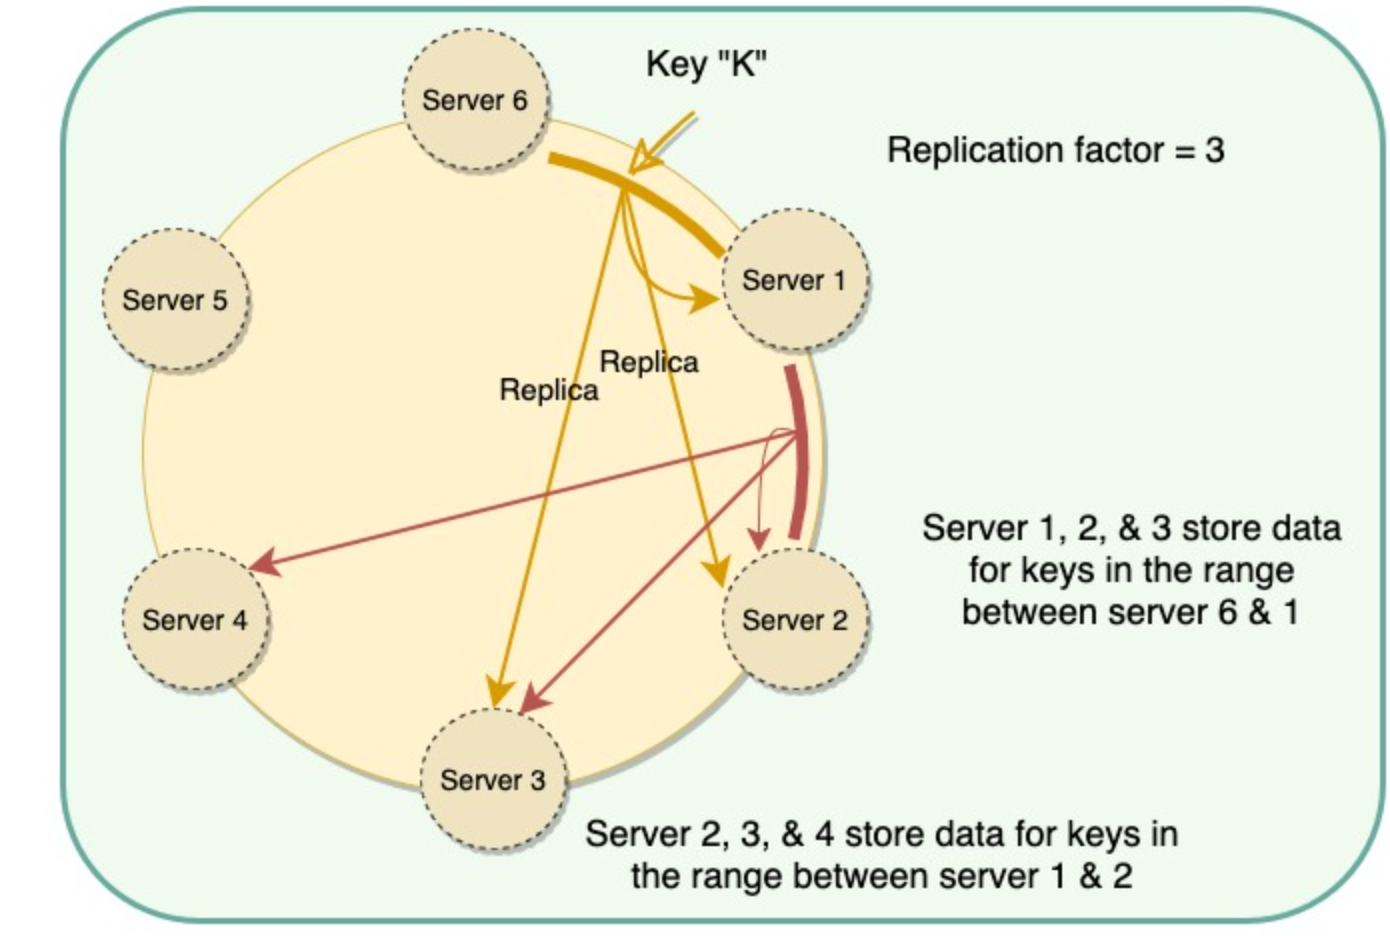 Server 6
Key "K"
Replication factor = 3
Server 5
Server 1
Replica
Replica
Server 1, 2, & 3 store data
for keys in the range
between server 6 & 1
Server 4
Server 2
Server 3
Server 2, 3, & 4 store data for keys in
the range between server 1 & 2